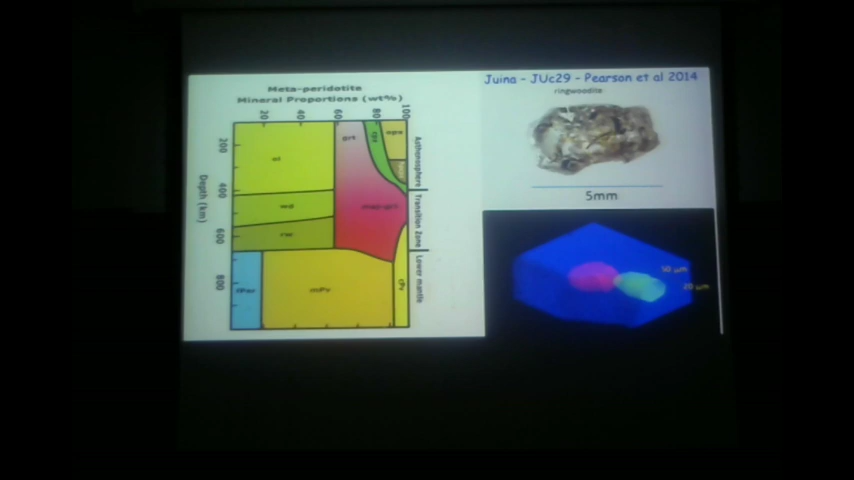 Meta-peridotite
Mineral Proportions (wt%)
20
40
60
80
100
200
400
600
800
Depth (km)
ol
wd
rw
fPer
mPv
grt
cpx
opx
cPv
Asthenosphere
Transition Zone
Lower mantle
Juina - JUc29 - Pearson et al 2014
ringwoodite
5mm
50 µm
20 µm